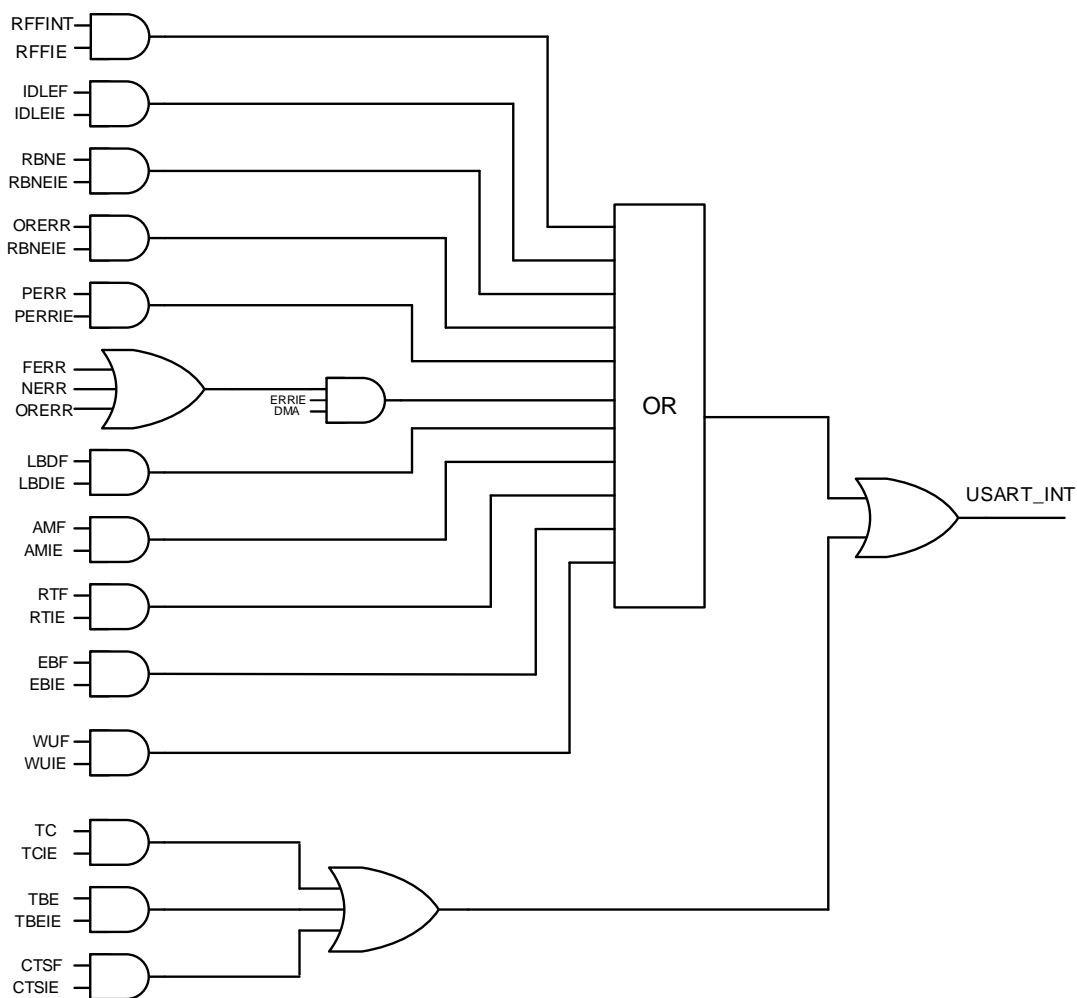 RFFINT
RFFIE
IDLEF
IDLEIE
RBNE
RBNEIE
ORERR
RBNEIE
PERR
PERRIE
FERR
NERR
ORERR
ERRIE
DMA
OR
LBDF
LBDIE
AMF
AMIE
USART_INT
RTF
RTIE
EBF
EBIE
WUF
WUIE
TC
TCIE
TBE
TBEIE
CTSF
CTSIE